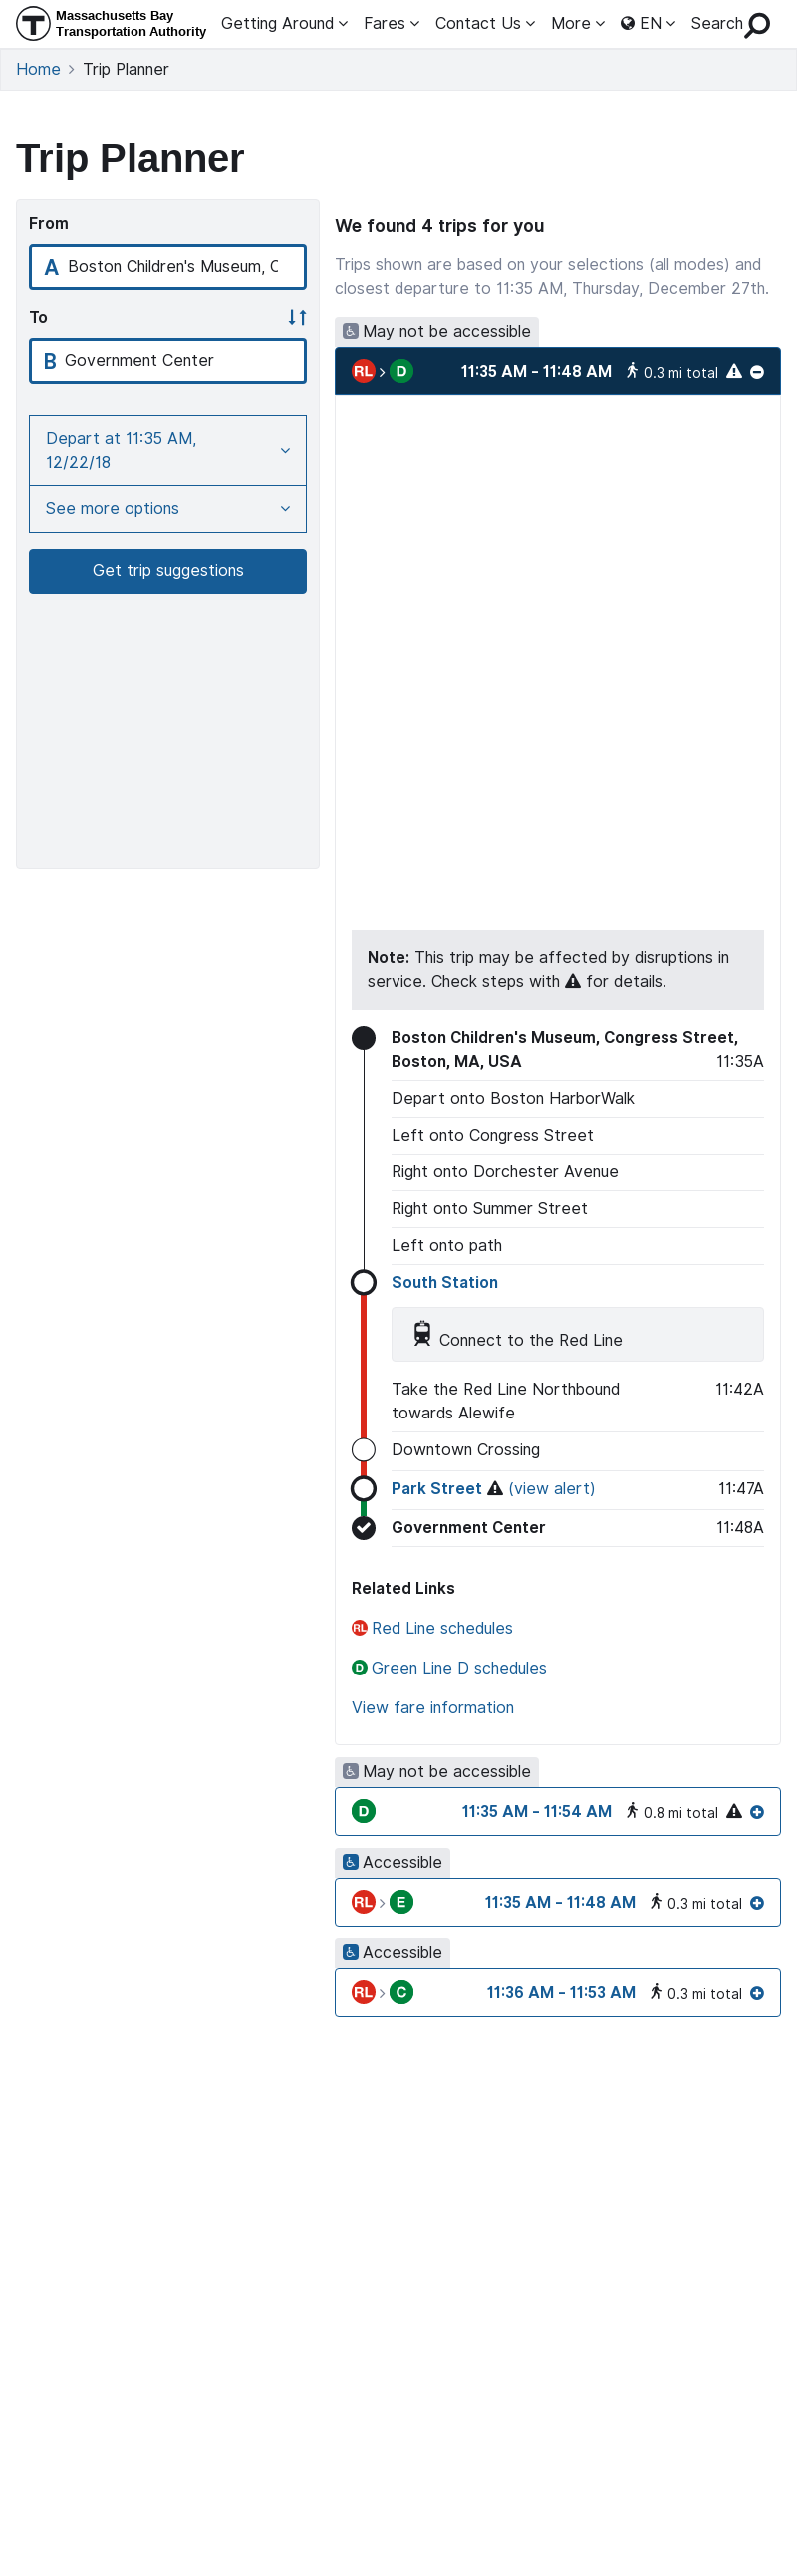 Massachusetts Bay
Transportation Authority
Getting Around
Fares
Contact Us
More
EN
Search
Home > Trip Planner
Trip Planner
From
A Boston Children's Museum, C
To
B Government Center
Depart at 11:35 AM,
12/22/18
See more options
Get trip suggestions
We found 4 trips for you
Trips shown are based on your selections (all modes) and
closest departure to 11:35 AM, Thursday, December 27th.
May not be accessible
RL > D 11:35 AM - 11:48 AM 0.3 mi total
Note: This trip may be affected by disruptions in
service. Check steps with for details.
Boston Children's Museum, Congress Street,
Boston, MA, USA 11:35A
Depart onto Boston HarborWalk
Left onto Congress Street
Right onto Dorchester Avenue
Right onto Summer Street
Left onto path
South Station
Connect to the Red Line
Take the Red Line Northbound 11:42A
towards Alewife
Downtown Crossing
Park Street (view alert) 11:47A
Government Center 11:48A
Related Links
RL Red Line schedules
D Green Line D schedules
View fare information
May not be accessible
D 11:35 AM - 11:54 AM 0.8 mi total
Accessible
RL > E 11:35 AM - 11:48 AM 0.3 mi total
Accessible
RL > C 11:36 AM - 11:53 AM 0.3 mi total